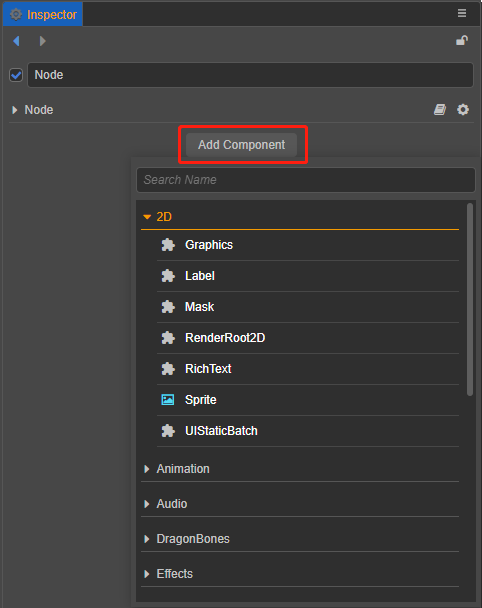 Inspector
Node
Node
Add Component
Search Name
2D
Graphics
Label
Mask
RenderRoot2D
RichText
Sprite
UIStaticBatch
Animation
Audio
DragonBones
Effects